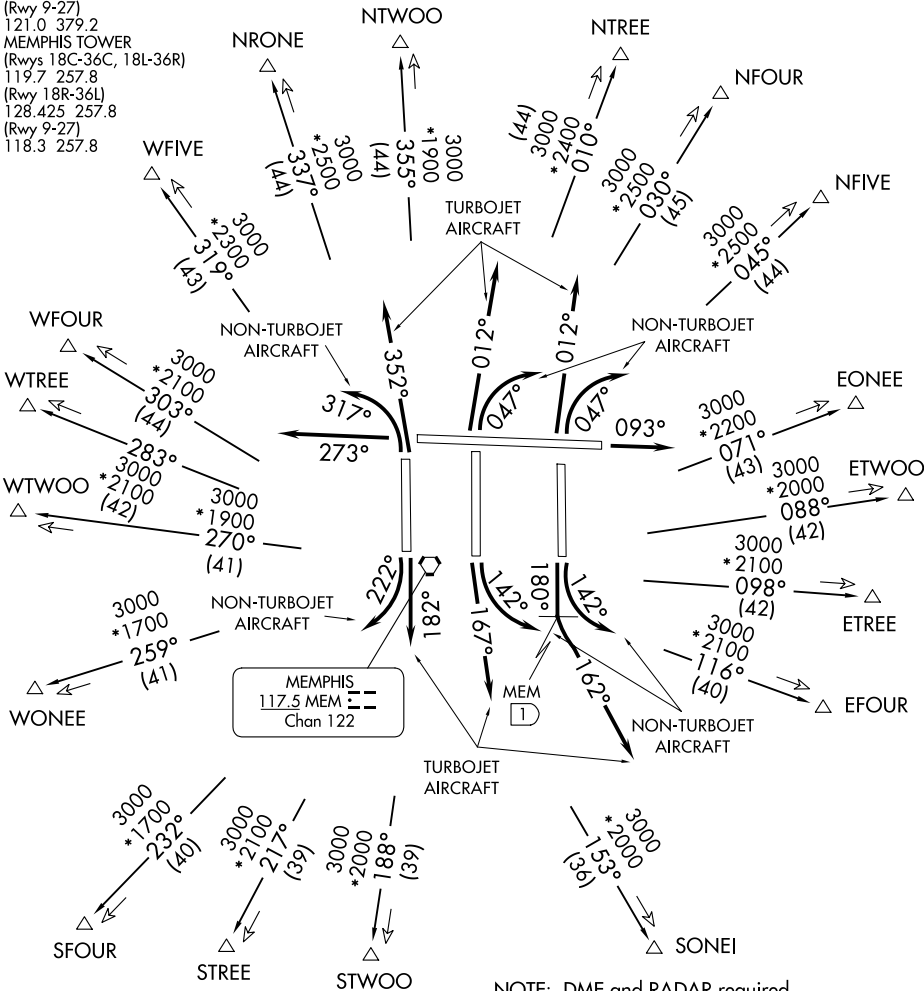 (Rwy 9-27)
121.0 379.2
MEMPHIS TOWER
(Rwys 18C-36C, 18L-36R)
119.7 257.8
(Rwy 18R-36L)
128.425 257.8
(Rwy 9-27)
118.3 257.8
NTWOO
3000
*1900
355°
(44)
NRONE
3000
*2500
337°
(44)
NTREE
(44)
3000
*2400
010°
NFOUR
3000
*2500
030°
(45)
WFIVE
3000
*2300
319°
(43)
NFIVE
3000
*2500
045°
(44)
TURBOJET
AIRCRAFT
NON-TURBOJET
AIRCRAFT
NON-TURBOJET
AIRCRAFT
352°
012°
012°
317°
047°
047°
273°
093°
WFOUR
3000
*2100
303°
(44)
WTREE
283°
3000
*2100
(42)
WTWOO
3000
*1900
270°
(41)
EONEE
3000
*2200
071°
(43)
ETWOO
3000
*2000
088°
(42)
3000
*2100
098°
(42)
ETREE
3000
*2100
116°
(40)
EFOUR
3000
*1700
259°
(41)
WONEE
NON-TURBOJET
AIRCRAFT
222°
182°
167°
142°
180°
142°
162°
MEMPHIS
117.5 MEM
Chan 122
MEM
1
NON-TURBOJET
AIRCRAFT
TURBOJET
AIRCRAFT
3000
*1700
232°
(40)
SFOUR
3000
*2100
217°
(39)
STREE
3000
*2000
188°
(39)
STWOO
3000
*2000
153°
(36)
SONEI
NOTE: DME and RADAR required